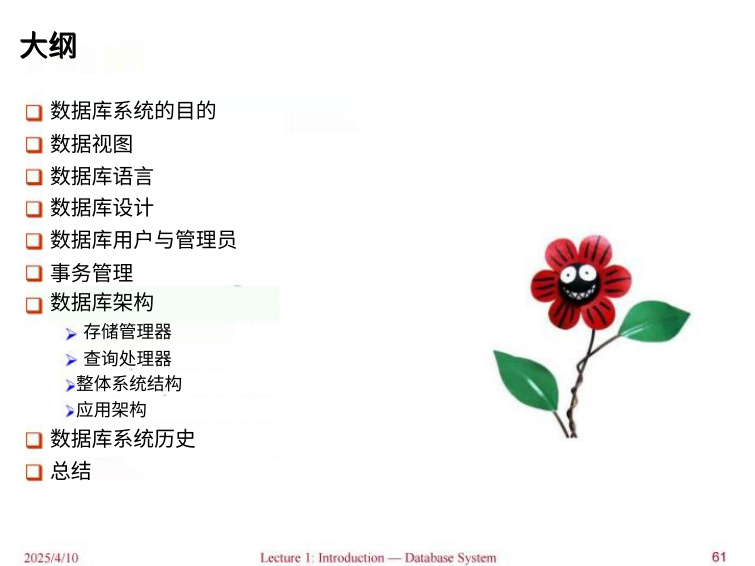 大纲
数据库系统的目的
数据视图
数据库语言
数据库设计
数据库用户与管理员
事务管理
数据库架构
存储管理器
查询处理器
整体系统结构
应用架构
数据库系统历史
总结
2025/4/10
Lecture 1: Introduction — Database System
61